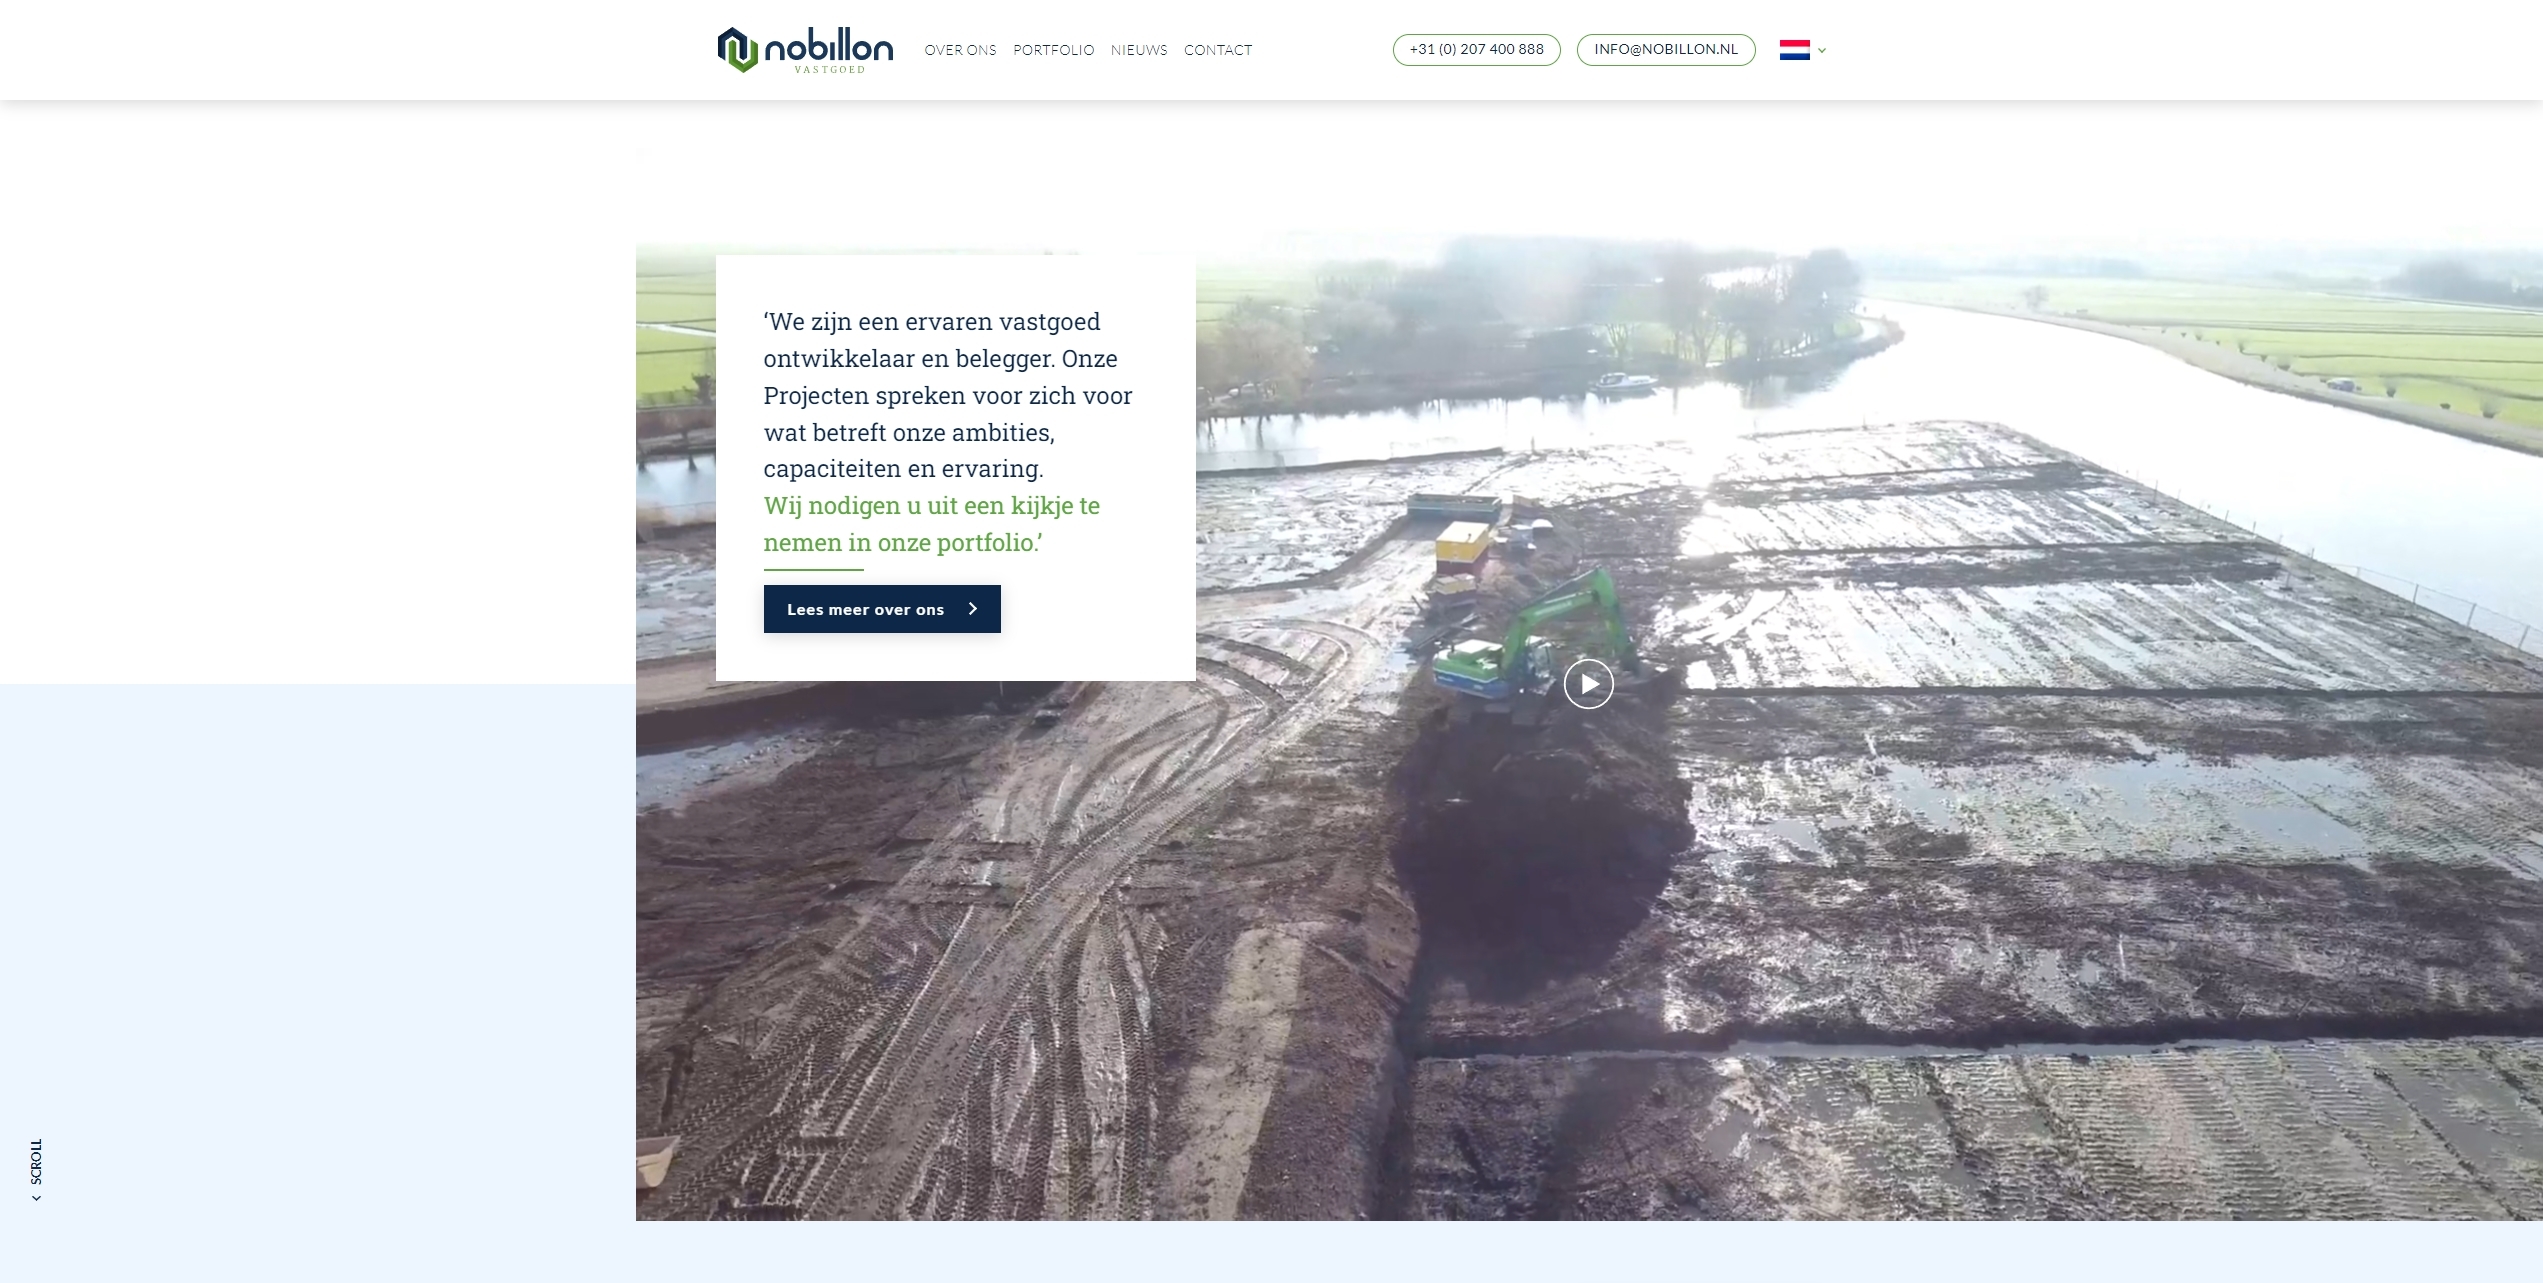 nobillon
VASTGOED
OVER ONS
PORTFOLIO
NIEUWS
CONTACT
+31 (0) 207 400 888
INFO@NOBILLON.NL
‘We zijn een ervaren vastgoed
ontwikkelaar en belegger. Onze
Projecten spreken voor zich voor
wat betreft onze ambities,
capaciteiten en ervaring.
Wij nodigen u uit een kijkje te
nemen in onze portfolio.’
Lees meer over ons
SCROLL